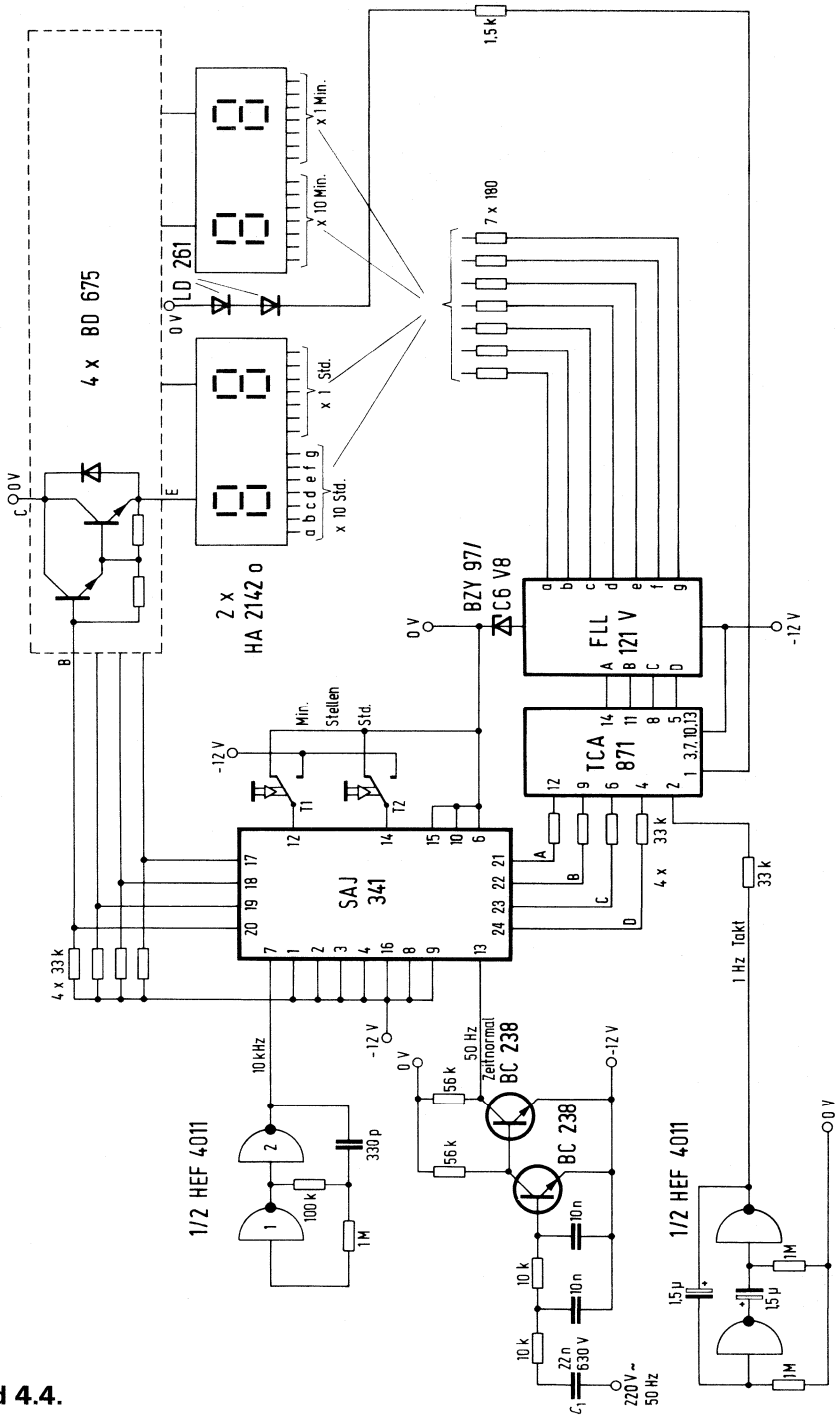 0 V
C
4 x BD 675
B
E
2 x
HA 2142 o
0 V
LD 261
a b c d e f g
x 10 Std.
x 1 Std.
x 10 Min.
x 1 Min.
1,5 k
4 x 33 k
20
19
18
17
10 kHz
7
1
2
3
4
16
8
9
13
SAJ
341
12
14
15
10
6
21
22
23
24
-12 V
T1
T2
Min.
Stellen
Std.
-12 V
1/2 HEF 4011
1
2
100 k
330 p
1M
0 V
56 k
56 k
50 Hz
Zeitnormal
BC 238
BC 238
-12 V
10 k
10 k
10n
10n
22 n
630 V
C1
220 V ~
50 Hz
A
B
C
D
4 x
33 k
12
9
6
4
2
TCA
871
14
11
8
5
1
3,7,10,13
A
B
C
D
0 V
BZY 97/
C6 V8
FLL
121 V
a
b
c
d
e
f
g
7 x 180
-12 V
33 k
1 Hz Takt
1/2 HEF 4011
1,5 µ
+
+
1,5 µ
1M
1M
0 V
d 4.4.